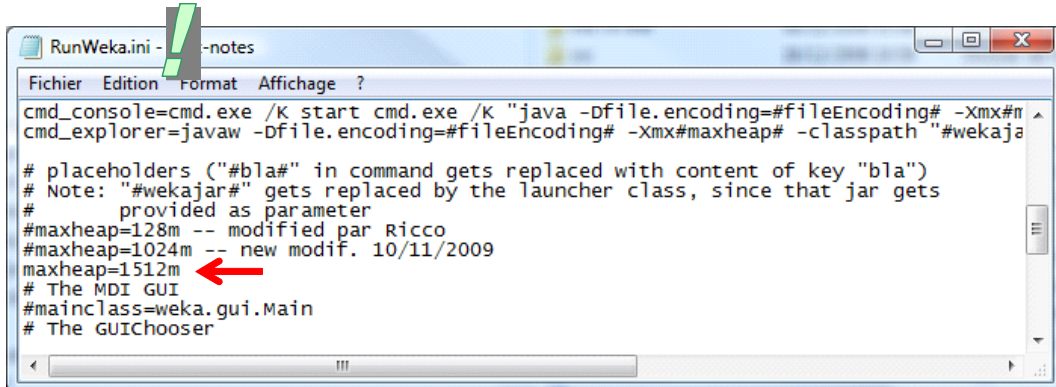 RunWeka.ini - -notes
Fichier Edition Format Affichage ?
cmd_console=cmd.exe /K start cmd.exe /K "java -Dfile.encoding=#fileEncoding# -Xmx#m
cmd_explorer=javaw -Dfile.encoding=#fileEncoding# -Xmx#maxheap# -classpath "#wekaja
# placeholders ("#bla#" in command gets replaced with content of key "bla")
# Note: "#wekajar#" gets replaced by the launcher class, since that jar gets
# provided as parameter
#maxheap=128m -- modified par Ricco
#maxheap=1024m -- new modif. 10/11/2009
maxheap=1512m
# The MDI GUI
#mainclass=weka.gui.Main
# The GUIChooser